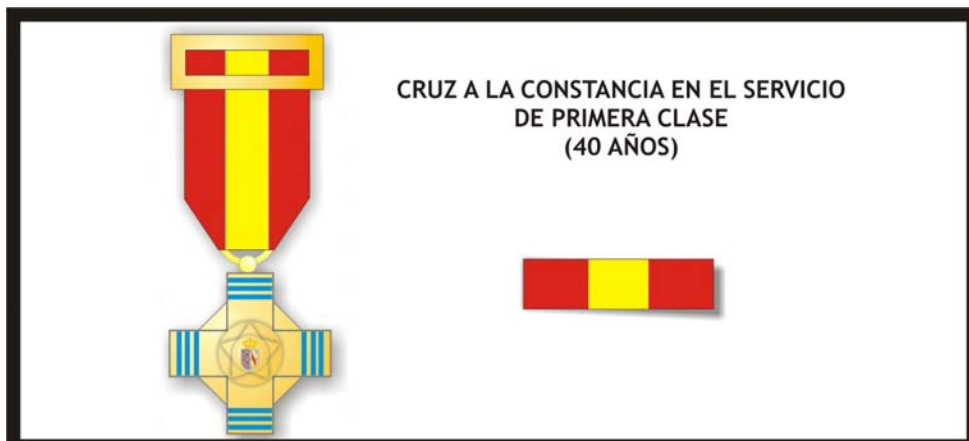 CRUZ A LA CONSTANCIA EN EL SERVICIO
DE PRIMERA CLASE
(40 AÑOS)